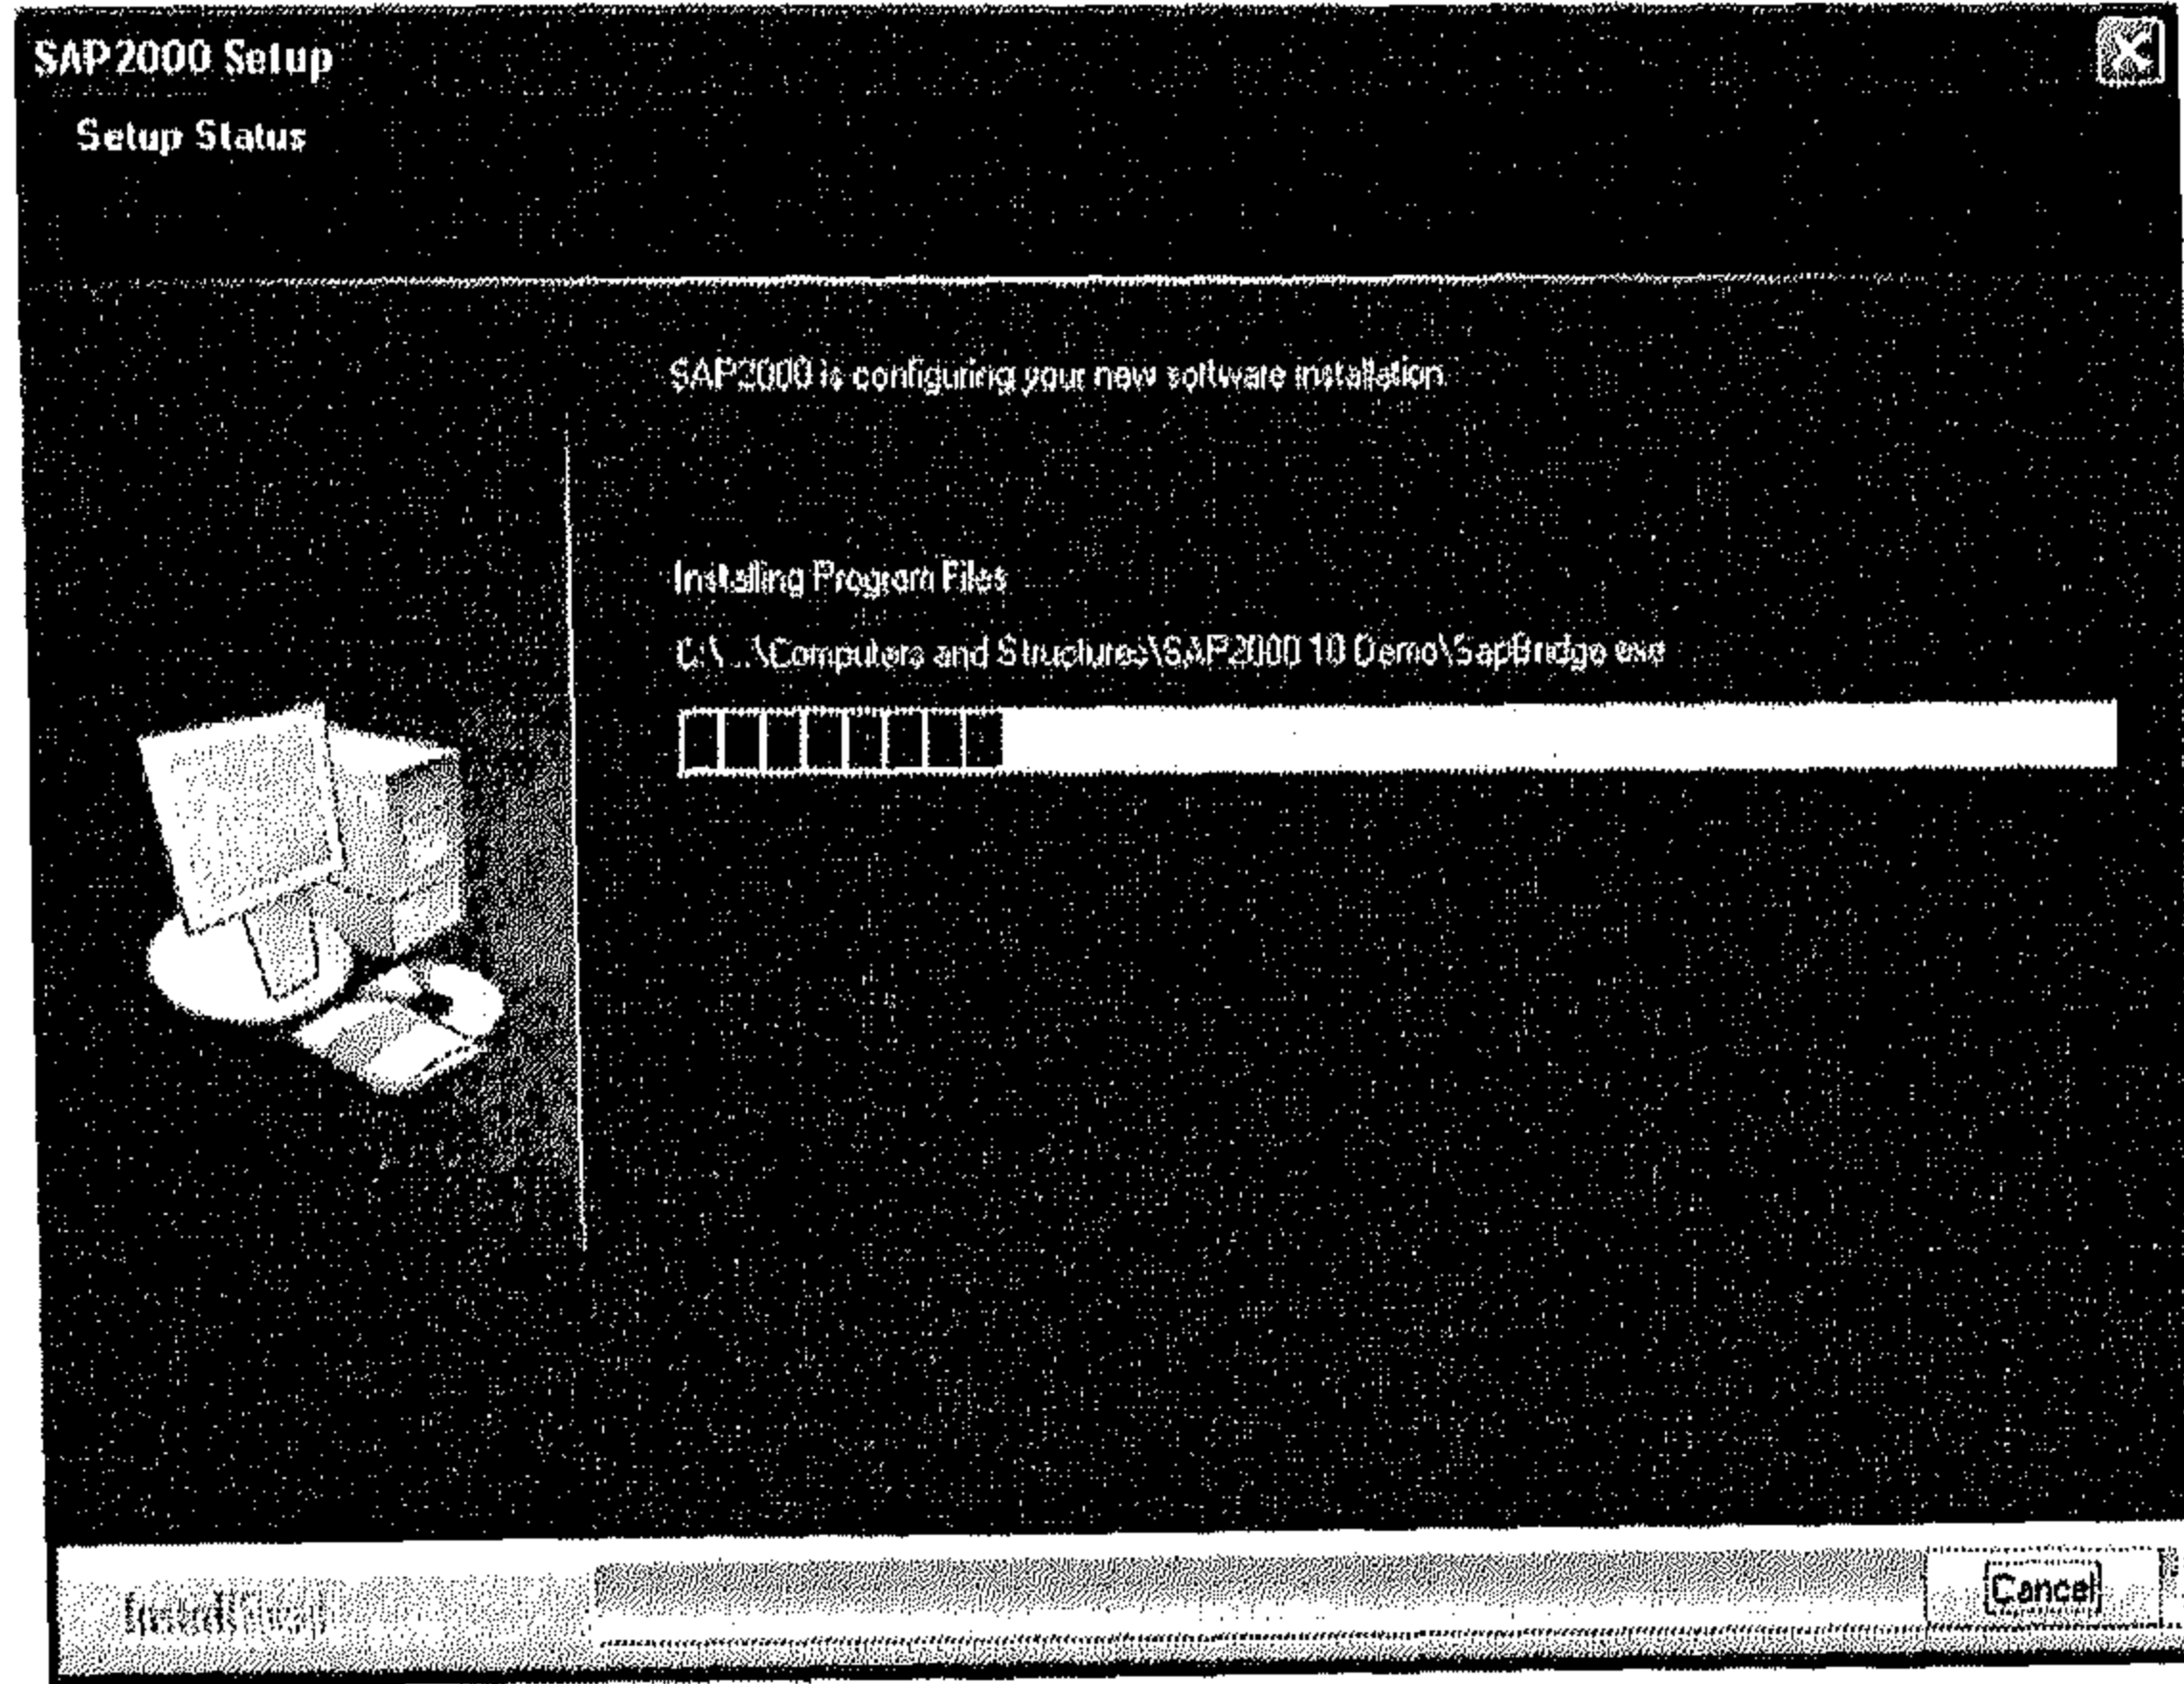 SAP2000 Setup
Setup Status
SAP2000 is configuring your new software installation.
Installing Program Files
C:\...\Computers and Structures\SAP2000 10 Demo\SapBridge.exe
InstallShield
Cancel